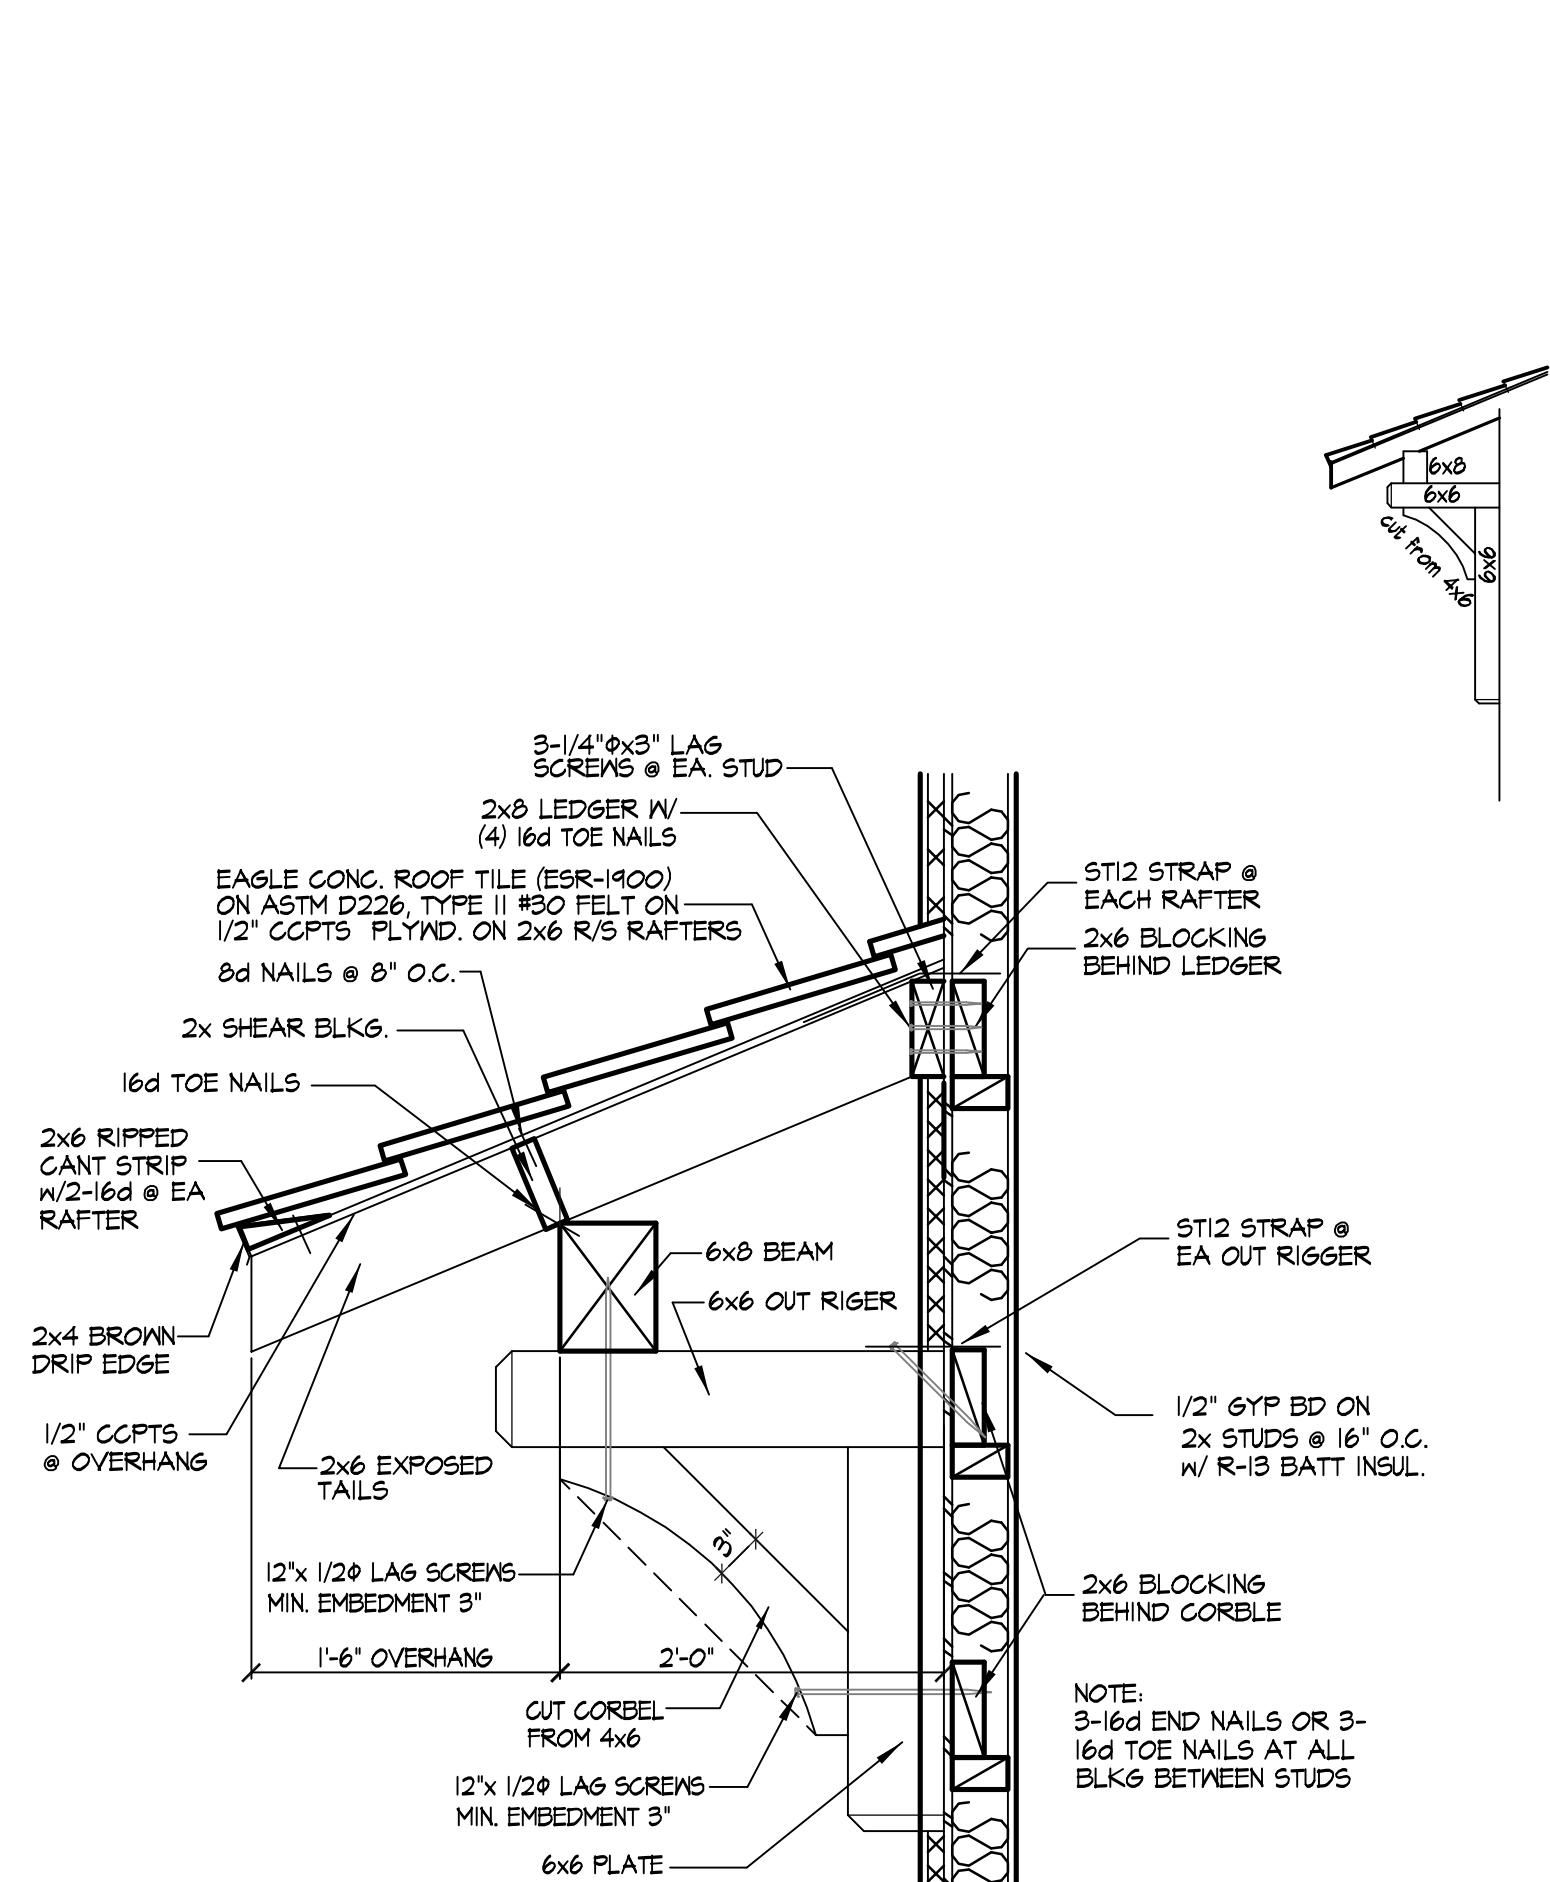 6x8
6x6
cut from 4x6
6x6
3-1/4"Φx3" LAG
SCREWS @ EA. STUD
2x8 LEDGER W/
(4) 16d TOE NAILS
EAGLE CONC. ROOF TILE (ESR-1900)
ON ASTM D226, TYPE II #30 FELT ON
1/2" CCPTS PLYWD. ON 2x6 R/S RAFTERS
8d NAILS @ 8" O.C.
2x SHEAR BLKG.
16d TOE NAILS
2x6 RIPPED
CANT STRIP
w/2-16d @ EA
RAFTER
2x4 BROWN
DRIP EDGE
1/2" CCPTS
@ OVERHANG
2x6 EXPOSED
TAILS
ST12 STRAP @
EACH RAFTER
2x6 BLOCKING
BEHIND LEDGER
6x8 BEAM
6x6 OUT RIGER
ST12 STRAP @
EA OUT RIGGER
1/2" GYP BD ON
2x STUDS @ 16" O.C.
w/ R-13 BATT INSUL.
3"
12"x 1/2Φ LAG SCREWS
MIN. EMBEDMENT 3"
1'-6" OVERHANG
2'-0"
2x6 BLOCKING
BEHIND CORBLE
CUT CORBEL
FROM 4x6
12"x 1/2Φ LAG SCREWS
MIN. EMBEDMENT 3"
6x6 PLATE
NOTE:
3-16d END NAILS OR 3-
16d TOE NAILS AT ALL
BLKG BETWEEN STUDS